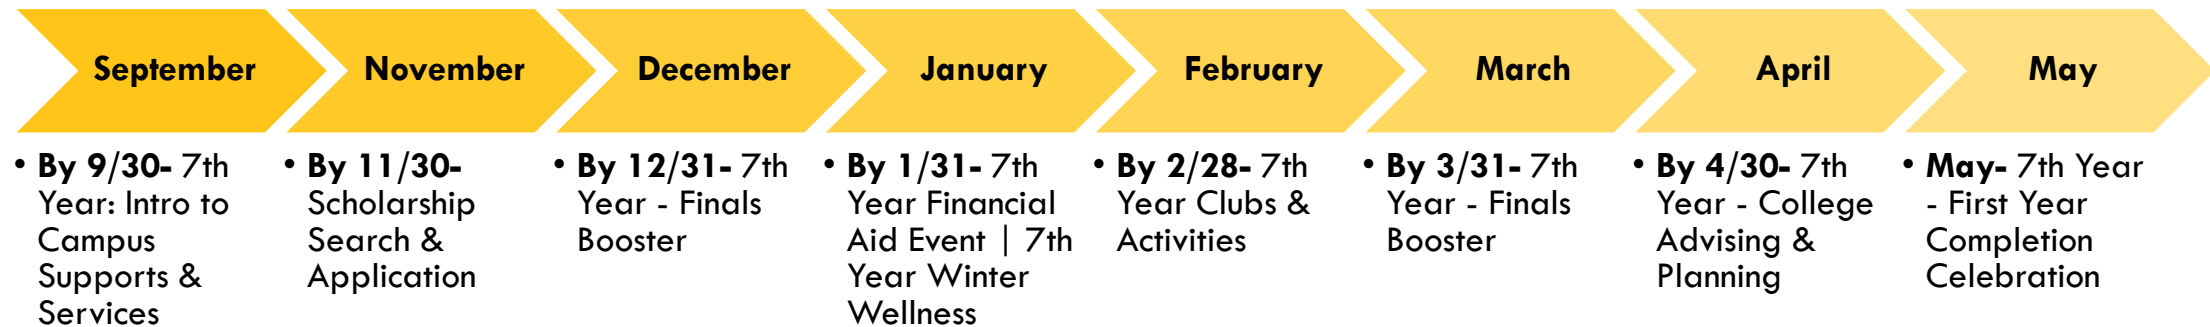 September
November
December
January
February
March
April
May
• By 9/30- 7th
Year: Intro to
Campus
Supports &
Services
• By 11/30-
Scholarship
Search &
Application
• By 12/31- 7th
Year - Finals
Booster
• By 1/31- 7th
Year Financial
Aid Event | 7th
Year Winter
Wellness
• By 2/28- 7th
Year Clubs &
Activities
• By 3/31- 7th
Year - Finals
Booster
• By 4/30- 7th
Year - College
Advising &
Planning
• May- 7th Year
- First Year
Completion
Celebration